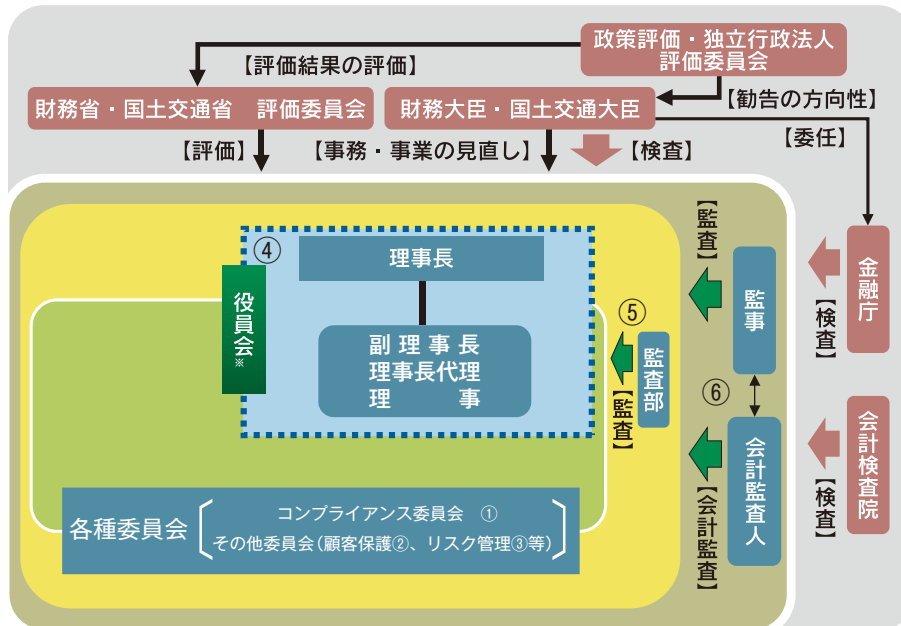 政策評価・独立行政法人
評価委員会
【評価結果の評価】
【勧告の方向性】
財務省・国土交通省　評価委員会
財務大臣・国土交通大臣
【委任】
【評価】
【事務・事業の見直し】
【検査】
④
理事長
役員会※
副理事長
理事長代理
理　　事
⑤
監査部
【監査】
【監査】
監事
⑥
会計監査人
【会計監査】
金融庁
【検査】
会計検査院
【検査】
各種委員会
コンプライアンス委員会　①
その他委員会（顧客保護②、リスク管理③等）